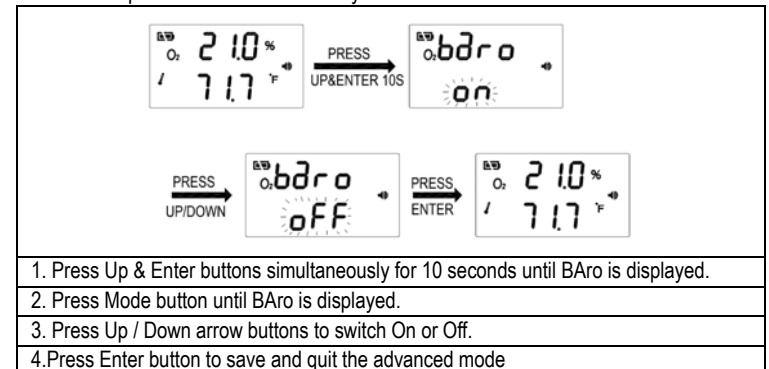 O₂ 21.0 %
71.7 °F
PRESS
UP&ENTER 10S
O₂ bAro
on
PRESS
UP/DOWN
O₂ bAro
oFF
PRESS
ENTER
O₂ 21.0 %
71.7 °F
1. Press Up & Enter buttons simultaneously for 10 seconds until BAro is displayed.
2. Press Mode button until BAro is displayed.
3. Press Up / Down arrow buttons to switch On or Off.
4.Press Enter button to save and quit the advanced mode